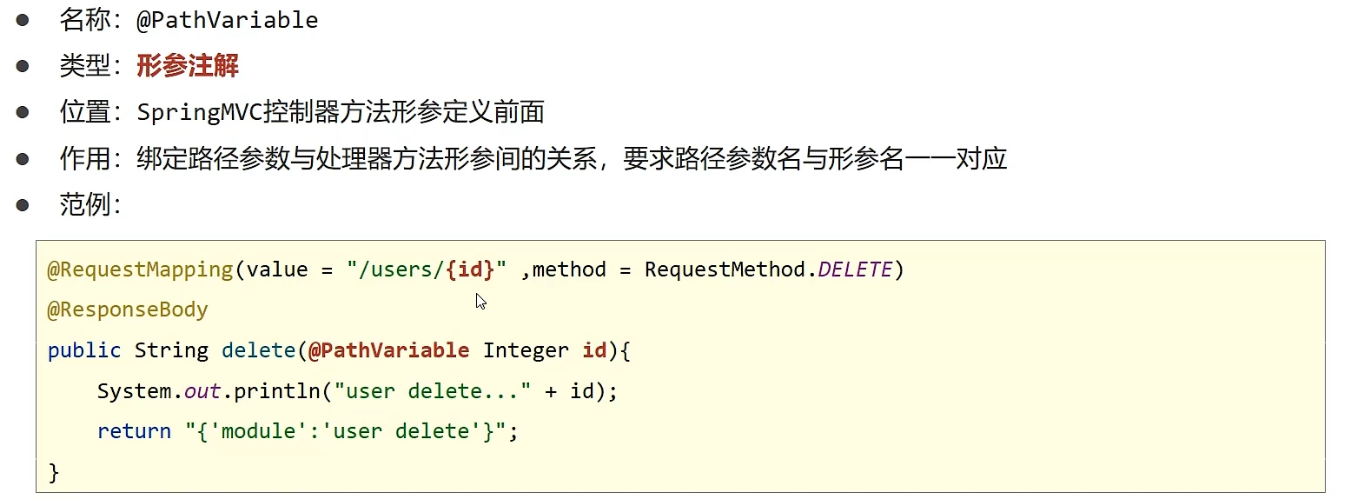 ● 名称：@PathVariable
● 类型：形参注解
● 位置：SpringMVC控制器方法形参定义前面
● 作用：绑定路径参数与处理器方法形参间的关系，要求路径参数名与形参名一一对应
● 范例：
@RequestMapping(value = "/users/{id}" ,method = RequestMethod.DELETE)
@ResponseBody
public String delete(@PathVariable Integer id){
    System.out.println("user delete..." + id);
    return "{'module':'user delete'}";
}